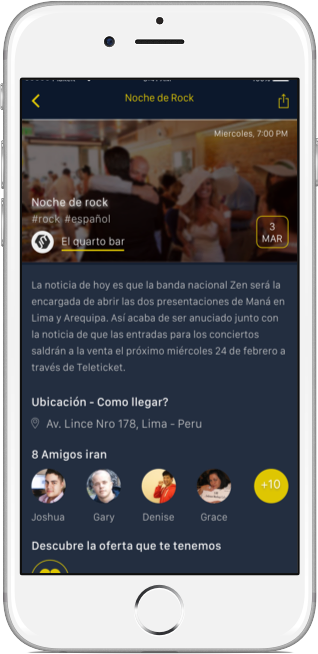 Noche de Rock
Miercoles, 7:00 PM
Noche de rock
#rock #español
3
MAR
El quarto bar
La noticia de hoy es que la banda nacional Zen será la
encargada de abrir las dos presentaciones de Maná en
Lima y Arequipa. Así acaba de ser anuciado junto con
la noticia de que las entradas para los conciertos
saldrán a la venta el próximo miércoles 24 de febrero a
través de Teleticket.
Ubicación - Como llegar?
Av. Lince Nro 178, Lima - Peru
8 Amigos iran
+10
Joshua Gary Denise Grace
Descubre la oferta que te tenemos